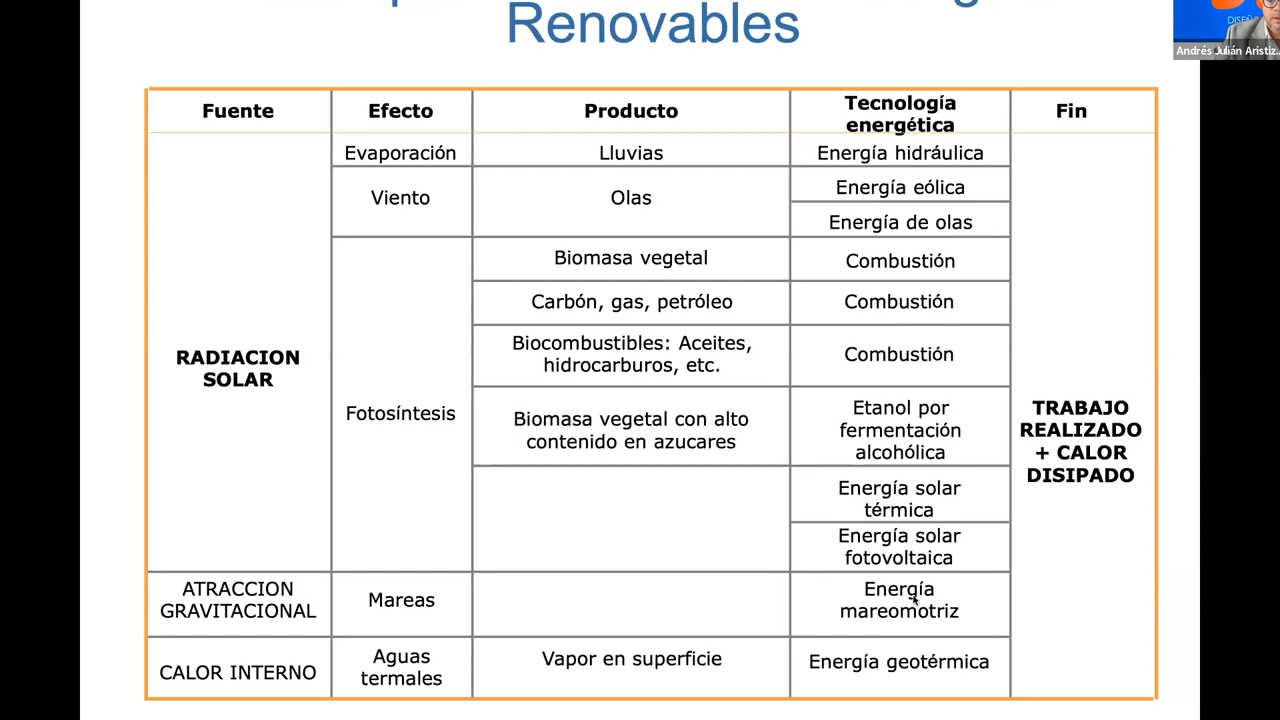 Renovables
DISEÑ
Andrés Julián Aristiz...
Fuente
Efecto
Producto
Tecnología
energética
Fin
Evaporación
Lluvias
Energía hidráulica
Viento
Olas
Energía eólica
Energía de olas
RADIACION
SOLAR
Fotosíntesis
Biomasa vegetal
Combustión
Carbón, gas, petróleo
Combustión
Biocombustibles: Aceites,
hidrocarburos, etc.
Combustión
Biomasa vegetal con alto
contenido en azucares
Etanol por
fermentación
alcohólica
Energía solar
térmica
Energía solar
fotovoltaica
TRABAJO
REALIZADO
+ CALOR
DISIPADO
ATRACCION
GRAVITACIONAL
Mareas
Energía
mareomotriz
CALOR INTERNO
Aguas
termales
Vapor en superficie
Energía geotérmica